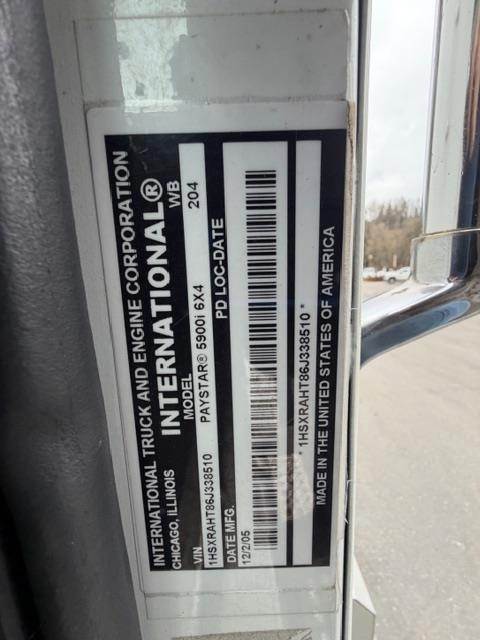 INTERNATIONAL TRUCK AND ENGINE CORPORATION
CHICAGO, ILLINOIS INTERNATIONAL®
VIN MODEL WB
1HSXRAHT86J338510 PAYSTAR® 5900i 6X4 204
DATE MFG. PD LOC-DATE
12/2/05
* 1HSXRAHT86J338510 *
MADE IN THE UNITED STATES OF AMERICA